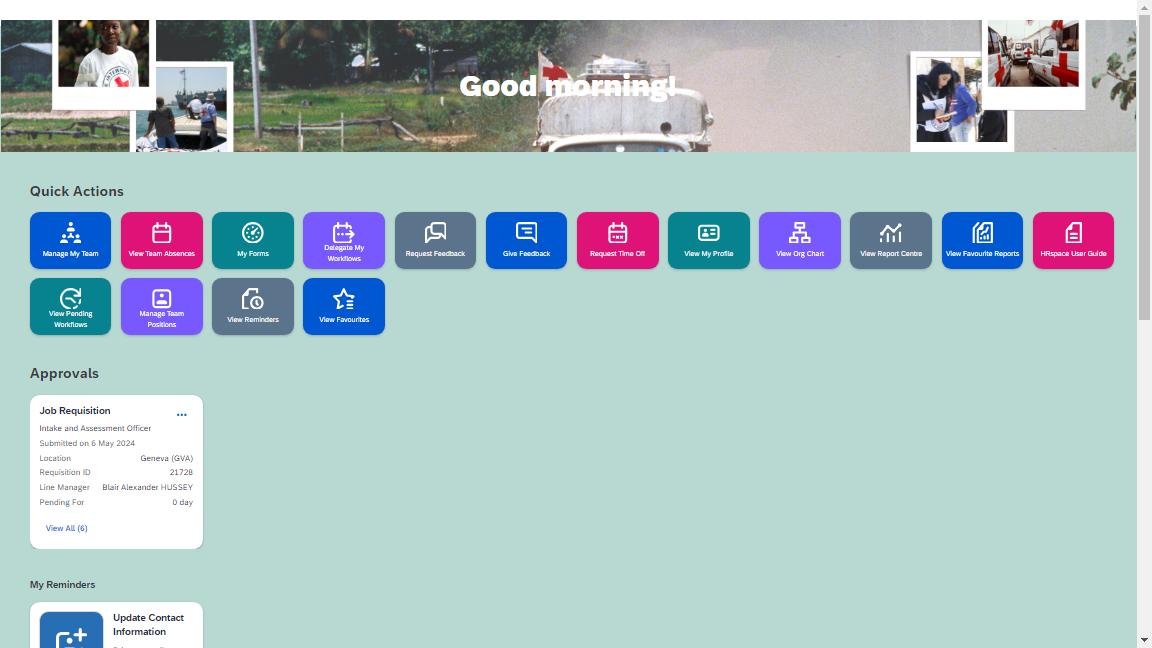 Good morning!
Quick Actions
Manage My Team
View Team Absences
My Forms
Delegate My
Workflows
Request Feedback
Give Feedback
Request Time Off
View My Profile
View Org Chart
View Report Centre
View Favourite Reports
HRspace User Guide
View Pending
Workflows
Manage Team
Positions
View Reminders
View Favourites
Approvals
Job Requisition
Intake and Assessment Officer
Submitted on 6 May 2024
Location Geneva (GVA)
Requisition ID 21728
Line Manager Blair Alexander HUSSEY
Pending For 0 day
View All (6)
My Reminders
Update Contact
Information